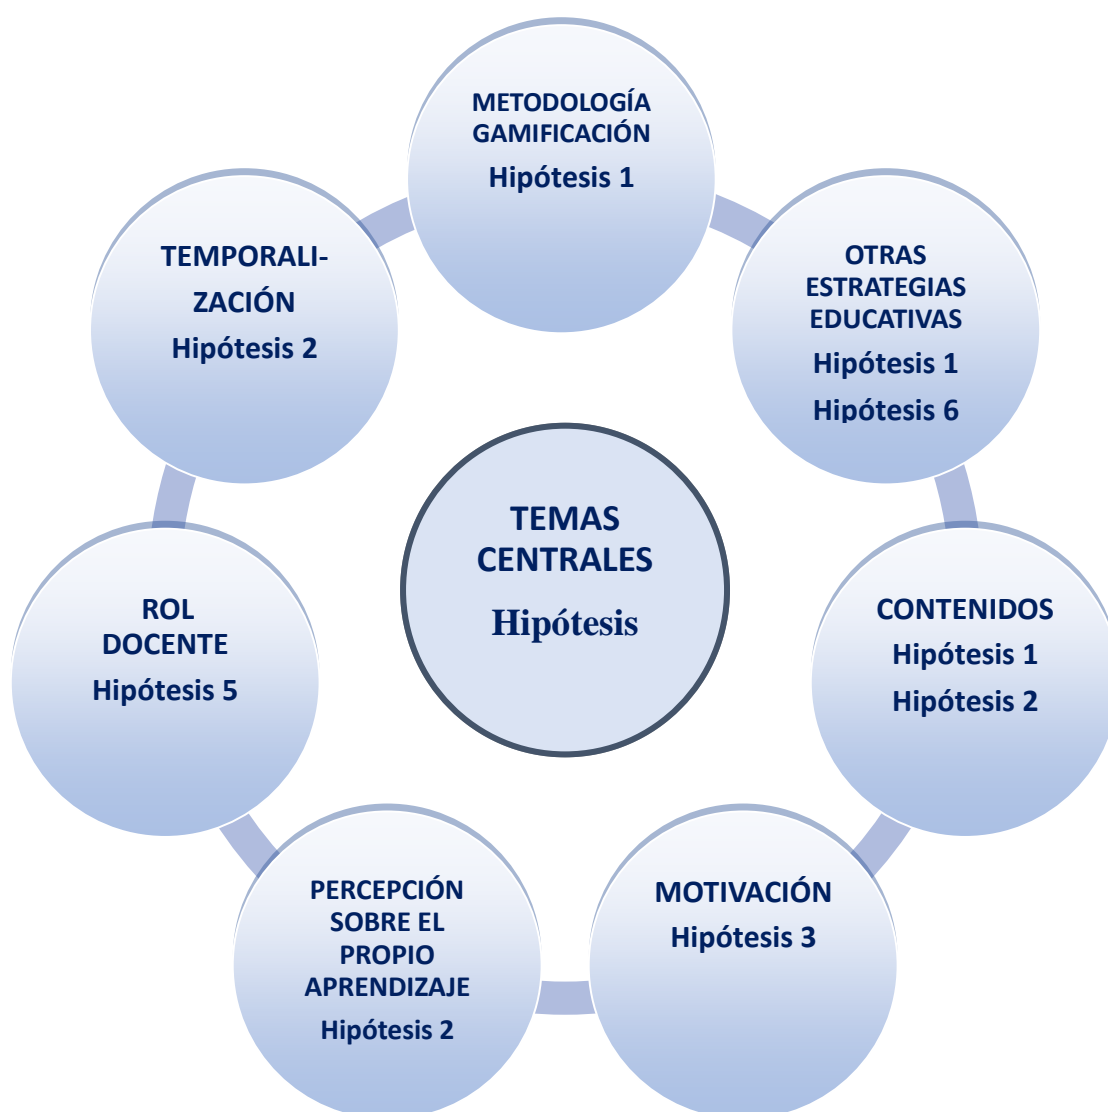 METODOLOGÍA
GAMIFICACIÓN
Hipótesis 1
OTRAS
ESTRATEGIAS
EDUCATIVAS
Hipótesis 1
Hipótesis 6
CONTENIDOS
Hipótesis 1
Hipótesis 2
MOTIVACIÓN
Hipótesis 3
PERCEPCIÓN
SOBRE EL
PROPIO
APRENDIZAJE
Hipótesis 2
ROL
DOCENTE
Hipótesis 5
TEMPORALI-
ZACIÓN
Hipótesis 2
TEMAS
CENTRALES
Hipótesis